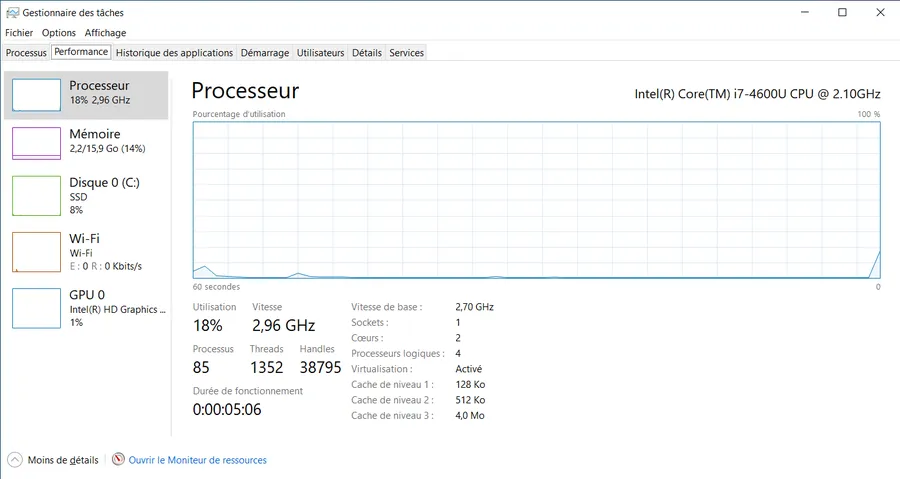 Gestionnaire des tâches
Fichier Options Affichage
Processus Performance Historique des applications Démarrage Utilisateurs Détails Services
Processeur
18% 2,96 GHz
Mémoire
2,2/15,9 Go (14%)
Disque 0 (C:)
SSD
8%
Wi-Fi
Wi-Fi
E : 0 R : 0 Kbits/s
GPU 0
Intel(R) HD Graphics ...
1%
Processeur
Intel(R) Core(TM) i7-4600U CPU @ 2.10GHz
Pourcentage d'utilisation 100 %
60 secondes 0
Utilisation Vitesse
18% 2,96 GHz
Processus Threads Handles
85 1352 38795
Durée de fonctionnement
0:00:05:06
Vitesse de base : 2,70 GHz
Sockets : 1
Cœurs : 2
Processeurs logiques : 4
Virtualisation : Activé
Cache de niveau 1 : 128 Ko
Cache de niveau 2 : 512 Ko
Cache de niveau 3 : 4,0 Mo
Moins de détails
Ouvrir le Moniteur de ressources